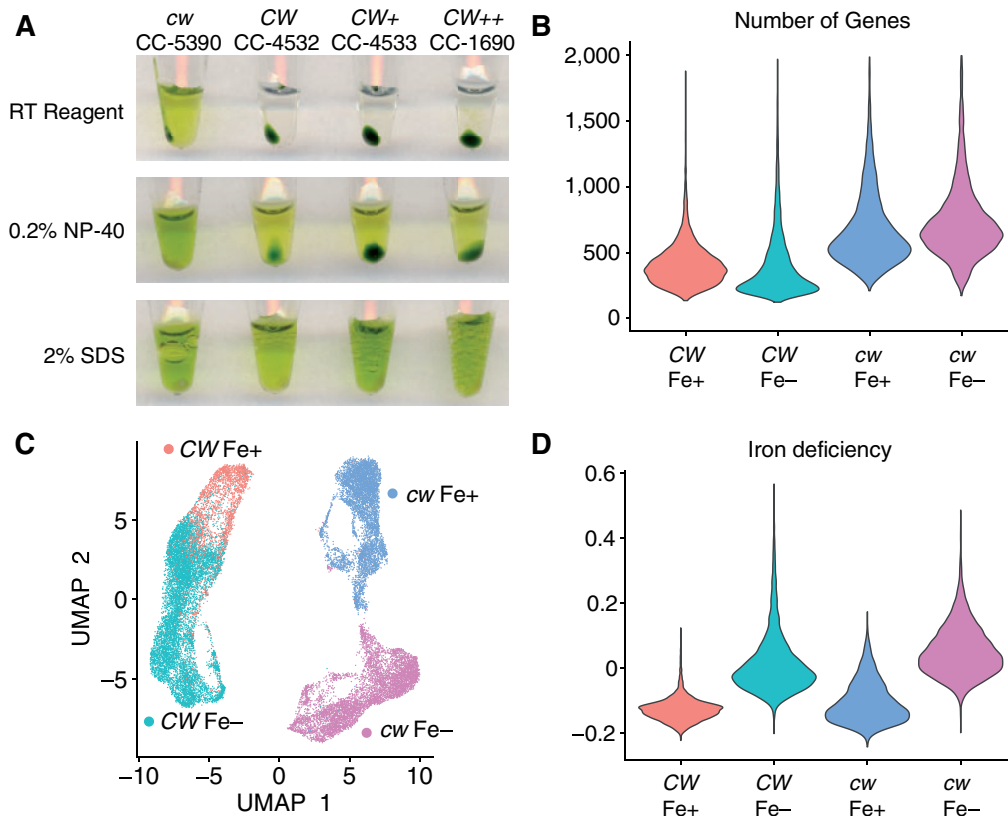 A
cw
CC-5390
CW
CC-4532
CW+
CC-4533
CW++
CC-1690
RT Reagent
0.2% NP-40
2% SDS
B
Number of Genes
2,000
1,500
1,000
500
0
CW
Fe+
CW
Fe–
cw
Fe+
cw
Fe–
C
CW Fe+
cw Fe+
CW Fe–
cw Fe–
5
0
–5
UMAP 2
–10
–5
0
5
10
UMAP 1
D
Iron deficiency
0.6
0.4
0.2
0
–0.2
CW
Fe+
CW
Fe–
cw
Fe+
cw
Fe–